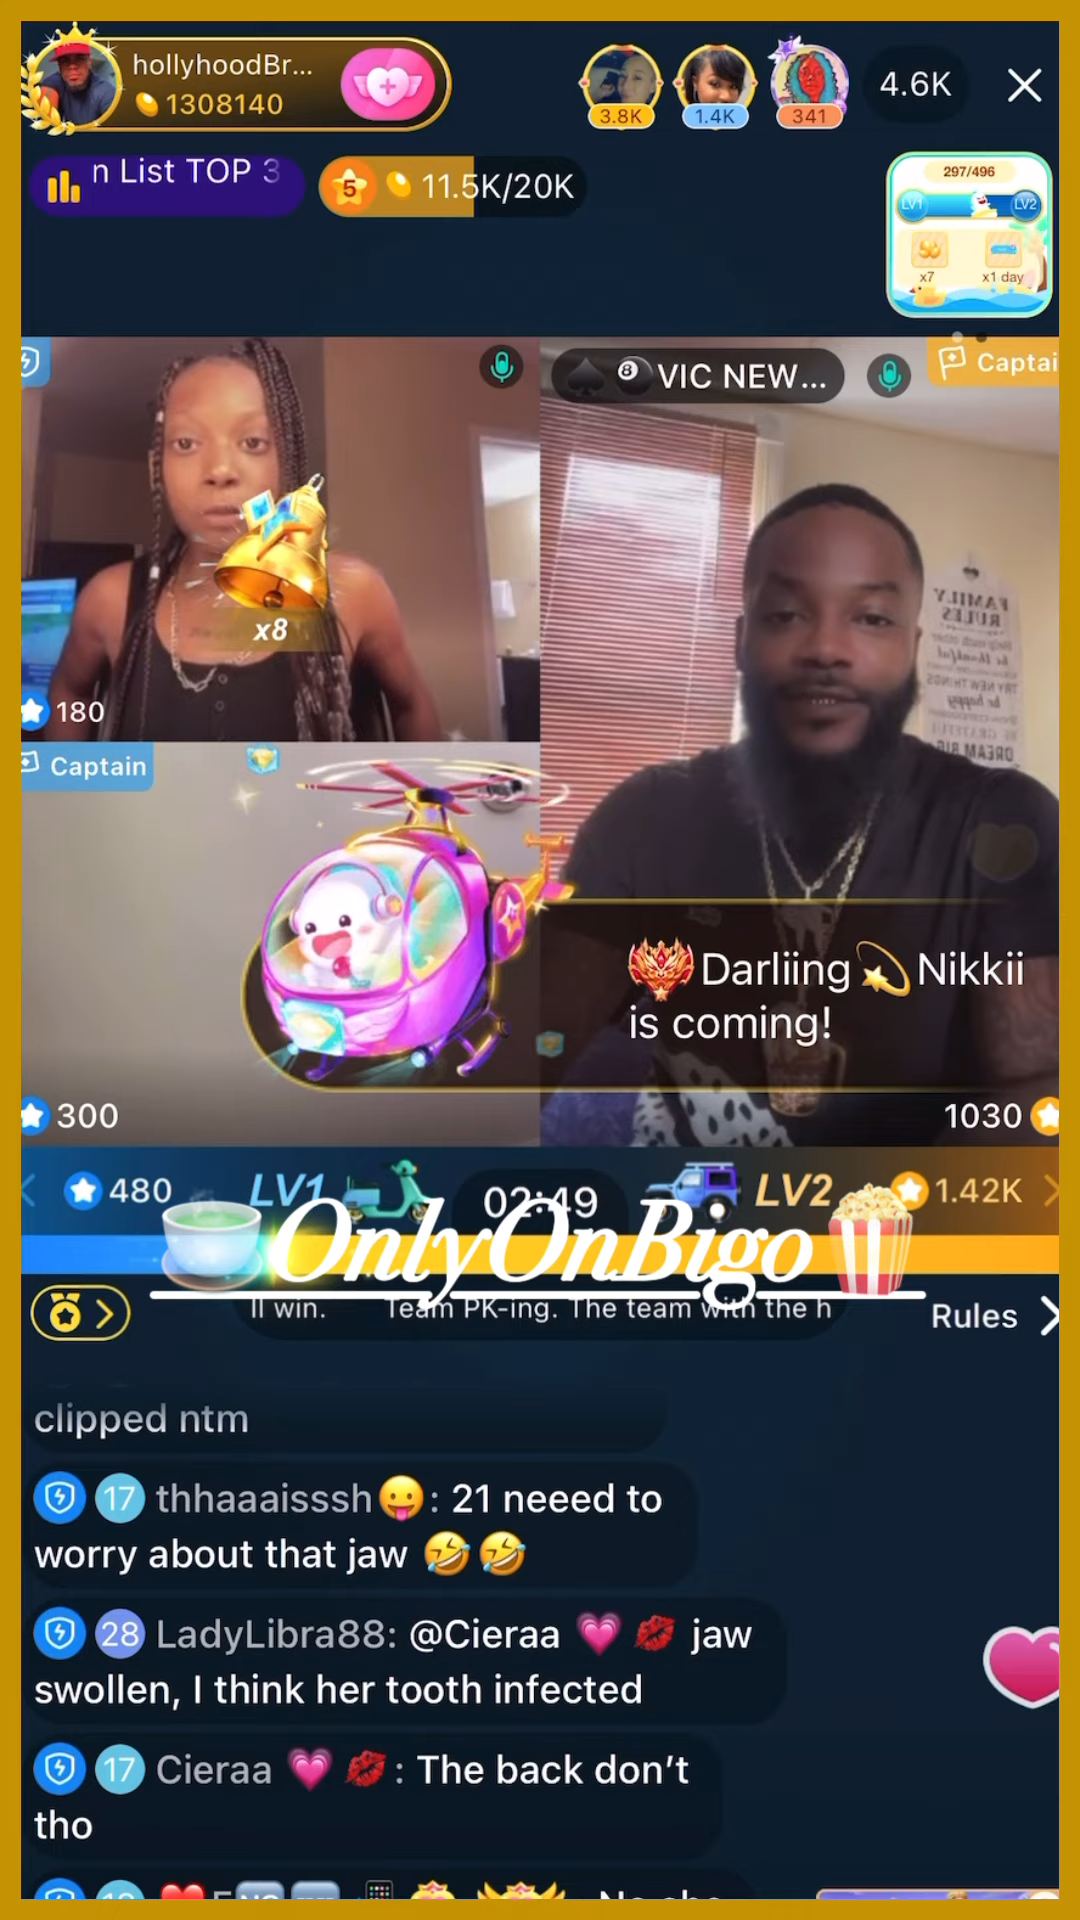 hollyhoodBr...
1308140
3.8K
1.4K
341
4.6K
n List TOP 3
5
11.5K/20K
297/496
LV1
LV2
x7
x1 day
8
VIC NEW...
Captai
FAMILY
RULES
x8
180
Captain
Darliing💫Nikkii
is coming!
300
1030
480
LV1
02:49
LV2
1.42K
🍵OnlyOnBigo🍿
ll win.
Team PK-ing. The team with the h
Rules
clipped ntm
17 thhaaaisssh😛: 21 neeed to
worry about that jaw 🤣🤣
28 LadyLibra88: @Cieraa 💗💋 jaw
swollen, I think her tooth infected
17 Cieraa 💗💋: The back don't
tho